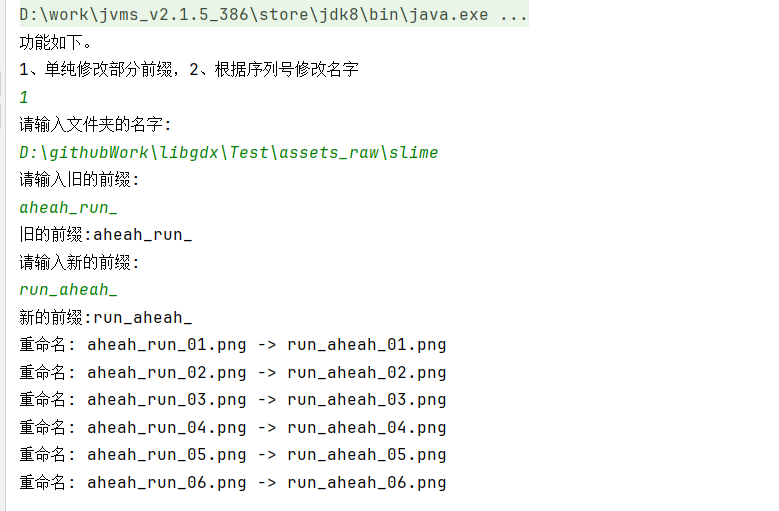 D:\work\jvms_v2.1.5_386\store\jdk8\bin\java.exe ...
功能如下。
1、单纯修改部分前缀，2、根据序列号修改名字
1
请输入文件夹的名字:
D:\githubWork\libgdx\Test\assets_raw\slime
请输入旧的前缀:
aheah_run_
旧的前缀:aheah_run_
请输入新的前缀:
run_aheah_
新的前缀:run_aheah_
重命名: aheah_run_01.png -> run_aheah_01.png
重命名: aheah_run_02.png -> run_aheah_02.png
重命名: aheah_run_03.png -> run_aheah_03.png
重命名: aheah_run_04.png -> run_aheah_04.png
重命名: aheah_run_05.png -> run_aheah_05.png
重命名: aheah_run_06.png -> run_aheah_06.png